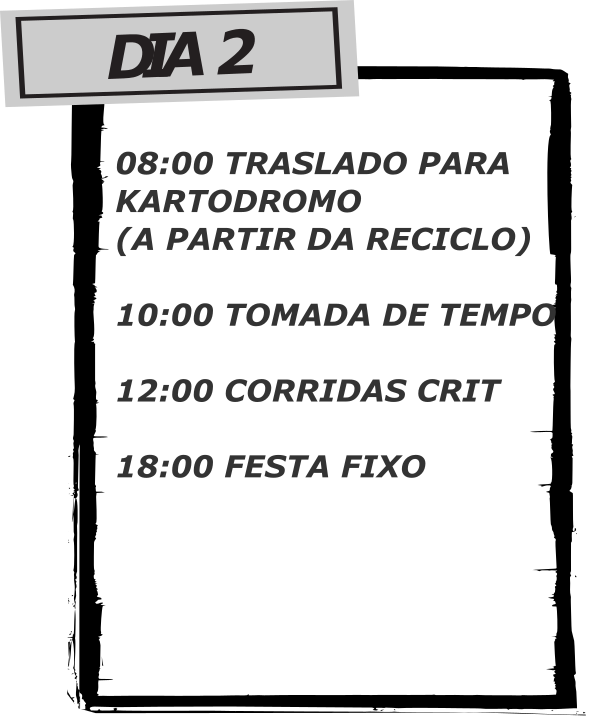 DIA 2
08:00 TRASLADO PARA
KARTODROMO
(A PARTIR DA RECICLO)
10:00 TOMADA DE TEMPO
12:00 CORRIDAS CRIT
18:00 FESTA FIXO